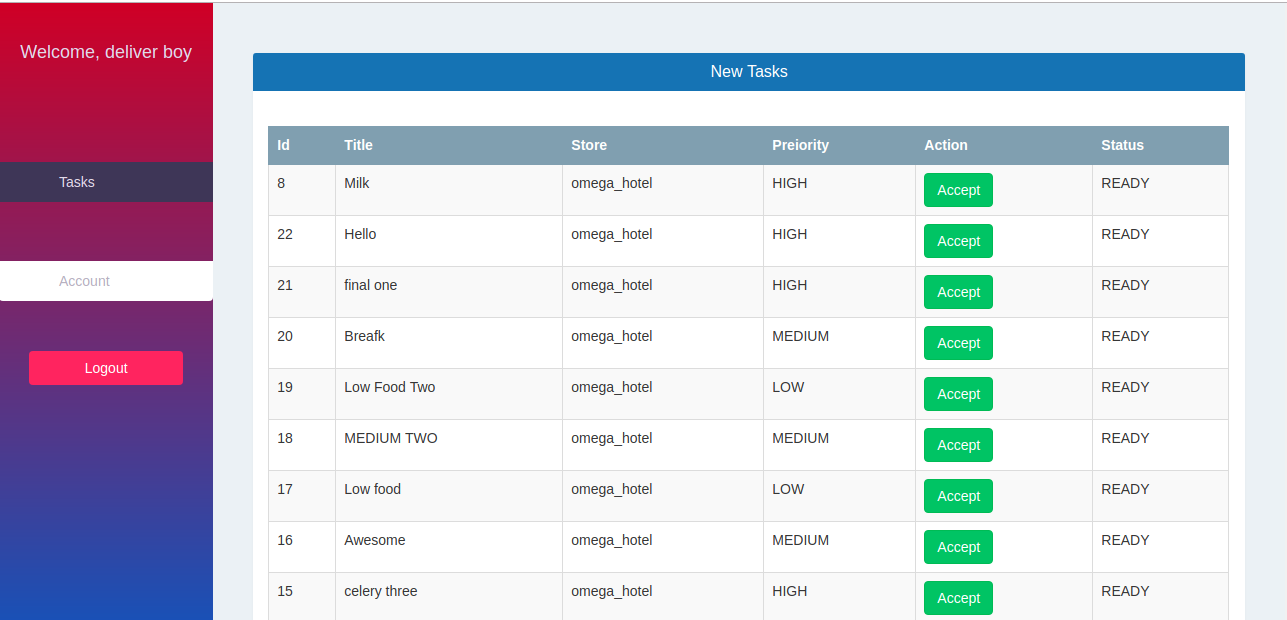 Welcome, deliver boy
Tasks
Account
Logout
New Tasks
Id Title Store Preiority Action Status
8 Milk omega_hotel HIGH Accept READY
22 Hello omega_hotel HIGH Accept READY
21 final one omega_hotel HIGH Accept READY
20 Breafk omega_hotel MEDIUM Accept READY
19 Low Food Two omega_hotel LOW Accept READY
18 MEDIUM TWO omega_hotel MEDIUM Accept READY
17 Low food omega_hotel LOW Accept READY
16 Awesome omega_hotel MEDIUM Accept READY
15 celery three omega_hotel HIGH Accept READY